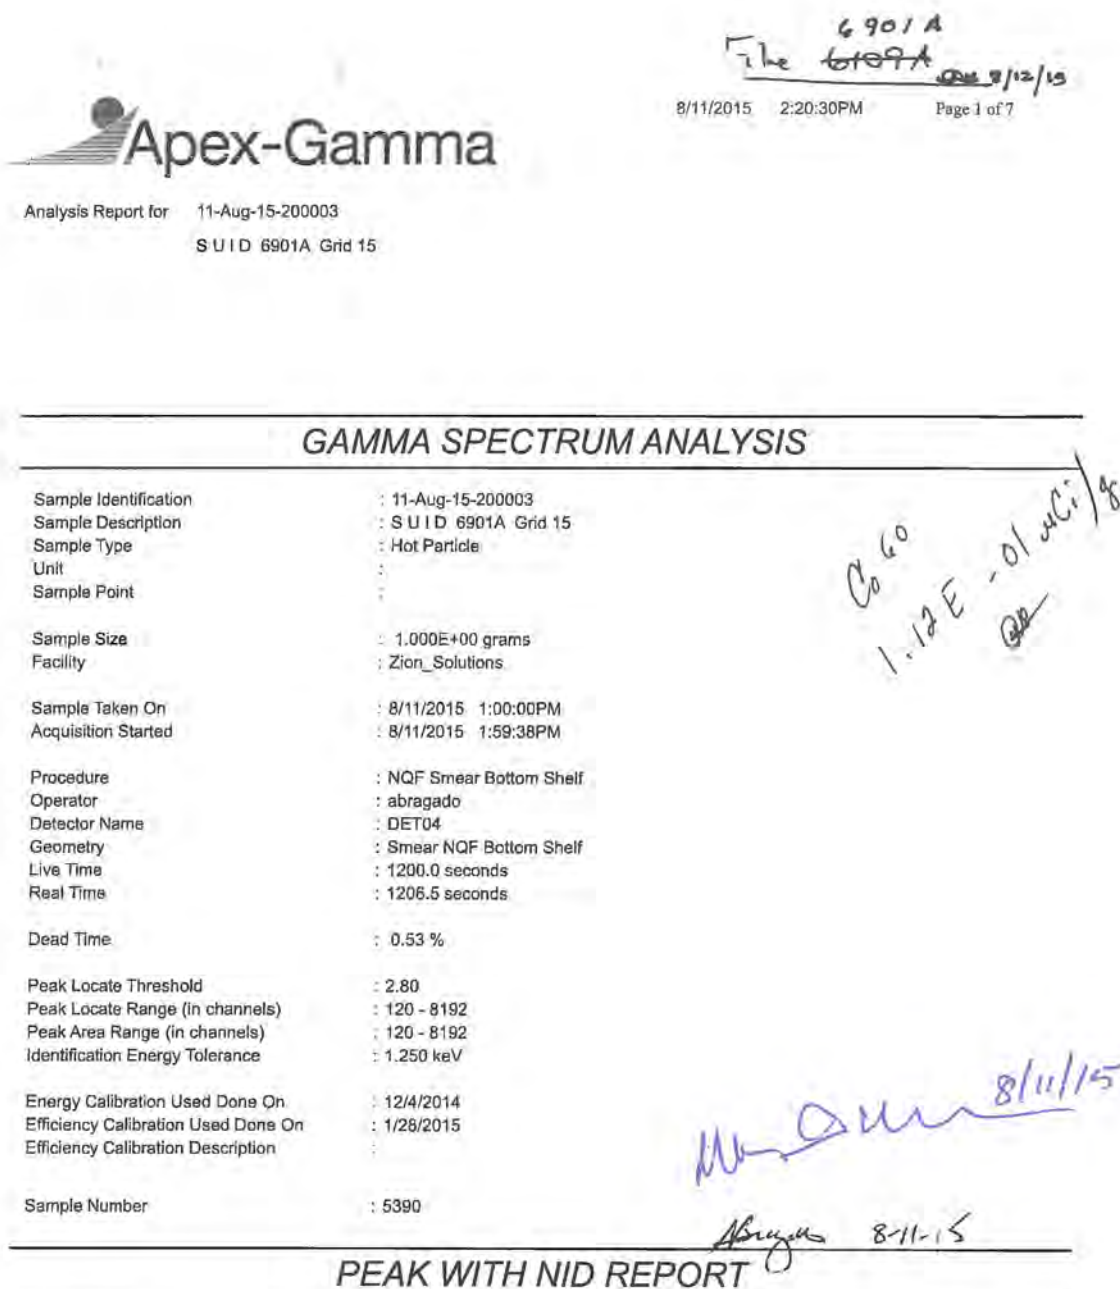 6901A
File 6109A 8/12/15
8/11/2015 2:20:30PM Page 1 of 7
Apex-Gamma
Analysis Report for 11-Aug-15-200003
S U I D 6901A Grid 15
GAMMA SPECTRUM ANALYSIS
Sample Identification : 11-Aug-15-200003
Sample Description : S U I D 6901A Grid 15
Sample Type : Hot Particle
Unit :
Sample Point :
Co 60
1.12 E -01 µCi/g
Sample Size : 1.000E+00 grams
Facility : Zion_Solutions
Sample Taken On : 8/11/2015 1:00:00PM
Acquisition Started : 8/11/2015 1:59:38PM
Procedure : NQF Smear Bottom Shelf
Operator : abragado
Detector Name : DET04
Geometry : Smear NQF Bottom Shelf
Live Time : 1200.0 seconds
Real Time : 1206.5 seconds
Dead Time : 0.53 %
Peak Locate Threshold : 2.80
Peak Locate Range (in channels) : 120 - 8192
Peak Area Range (in channels) : 120 - 8192
Identification Energy Tolerance : 1.250 keV
Energy Calibration Used Done On : 12/4/2014
Efficiency Calibration Used Done On : 1/28/2015
Efficiency Calibration Description :
8/11/15
Sample Number : 5390
8-11-15
PEAK WITH NID REPORT